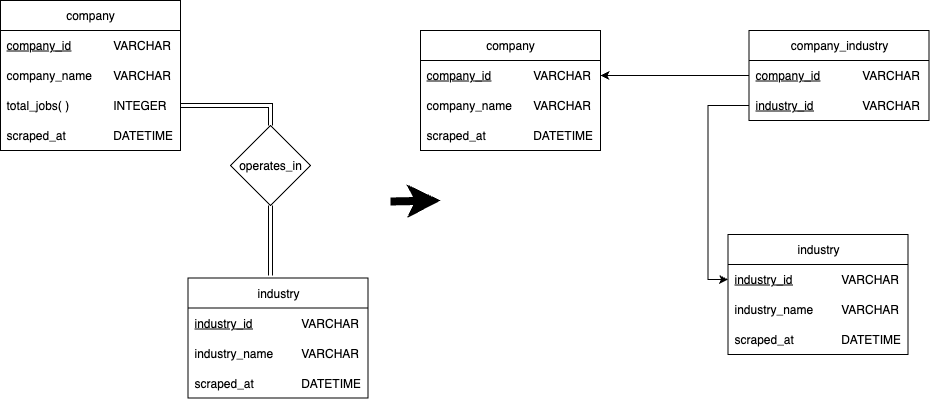 company
company_id VARCHAR
company_name VARCHAR
total_jobs( ) INTEGER
scraped_at DATETIME
operates_in
industry
industry_id VARCHAR
industry_name VARCHAR
scraped_at DATETIME
company
company_id VARCHAR
company_name VARCHAR
scraped_at DATETIME
company_industry
company_id VARCHAR
industry_id VARCHAR
industry
industry_id VARCHAR
industry_name VARCHAR
scraped_at DATETIME